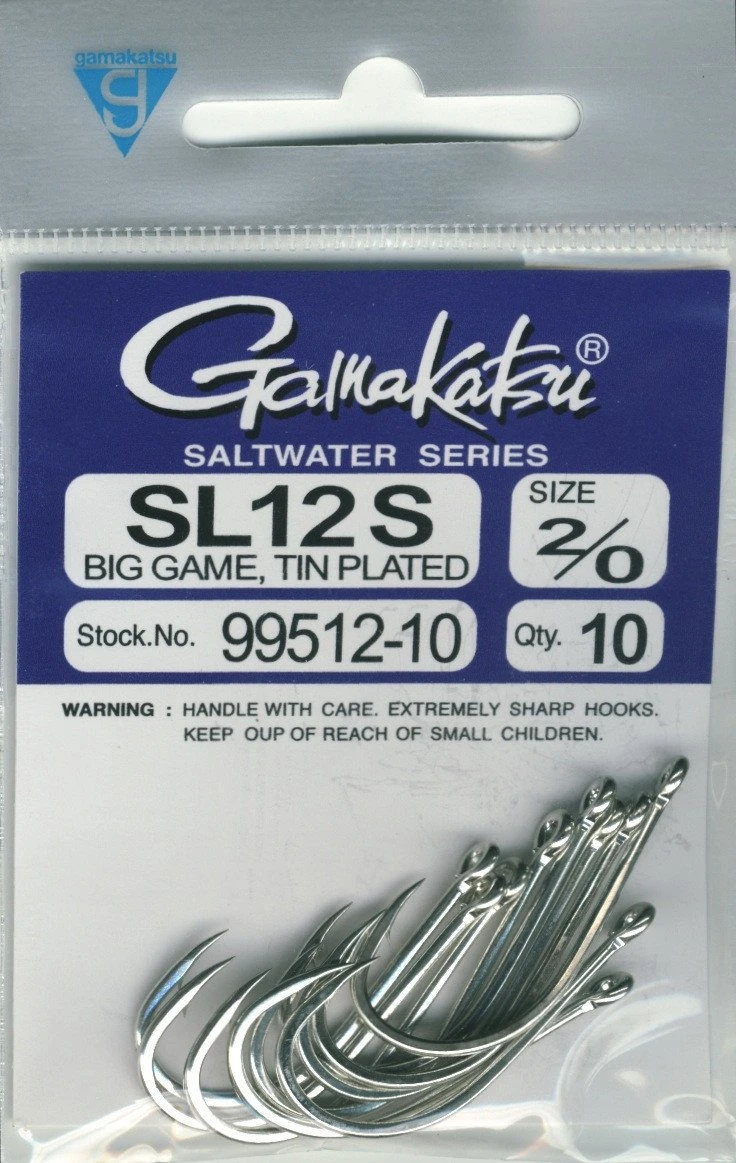 gamakatsu
g
Gamakatsu®
SALTWATER SERIES
SL12S
BIG GAME, TIN PLATED
SIZE
2/0
Stock.No. 99512-10
Qty. 10
WARNING : HANDLE WITH CARE. EXTREMELY SHARP HOOKS.
KEEP OUP OF REACH OF SMALL CHILDREN.